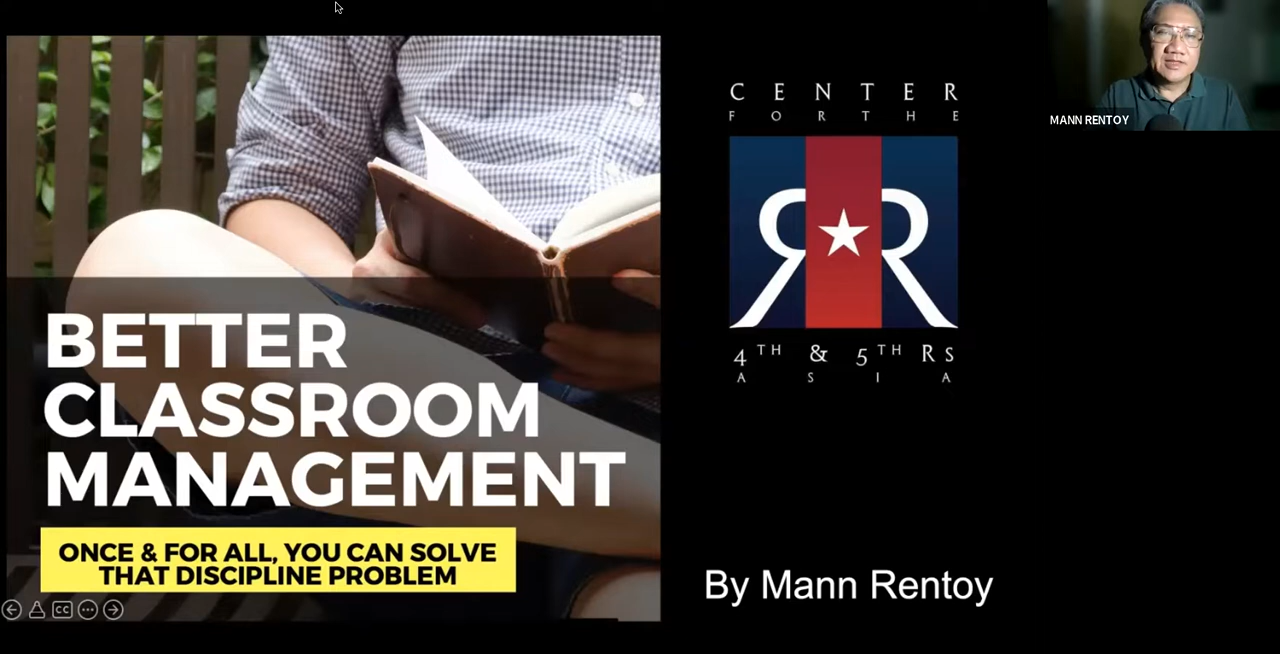 BETTER
CLASSROOM
MANAGEMENT
ONCE & FOR ALL, YOU CAN SOLVE
THAT DISCIPLINE PROBLEM
CC
CENTER
FOR THE
RR
4TH & 5TH RS
ASIA
By Mann Rentoy
MANN RENTOY